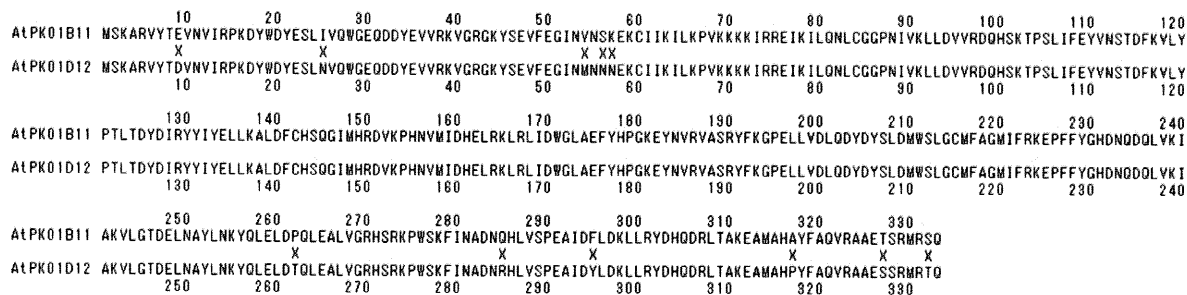 10 20 30 40 50 60 70 80 90 100 110 120
AtPK01B11 MSKARVYTEVNVIRPKDYWDYESLIVQWGEQDDYEVVRKVGRGKYSEVFEGINVNSKEKCIIKILKPVKKKKIRREIKILQNLCGGPNIVKLLDVVRDQHSKTPSLIFEYVNSTDFKVLY
X X X XX
AtPK01D12 MSKARVYTDVNVIRPKDYWDYESLNVQWGEQDDYEVVRKVGRGKYSEVFEGINMNNNEKCIIKILKPVKKKKIRREIKILQNLCGGPNIVKLLDVVRDQHSKTPSLIFEYVNSTDFKVLY
10 20 30 40 50 60 70 80 90 100 110 120
130 140 150 160 170 180 190 200 210 220 230 240
AtPK01B11 PTLTDYDIRYYIYELLKALDFCHSQGIMHRDVKPHNVMIDHELRKLRLIDWGLAEFYHPGKEYNVRVASRYFKGPELLVDLQDYDYSLDMWSLGCMFAGMIFRKEPFFYGHDNQDQLVKI
AtPK01D12 PTLTDYDIRYYIYELLKALDFCHSQGIMHRDVKPHNVMIDHELRKLRLIDWGLAEFYHPGKEYNVRVASRYFKGPELLVDLQDYDYSLDMWSLGCMFAGMIFRKEPFFYGHDNQDQLVKI
130 140 150 160 170 180 190 200 210 220 230 240
250 260 270 280 290 300 310 320 330
AtPK01B11 AKVLGTDELNAYLNKYQLELDPQLEALVGRHSRKPWSKFINADNQHLVSPEAIDFLDKLLRYDHQDRLTAKEAMAHAYFAQVRAAETSRMRSQ
X X X X X X
AtPK01D12 AKVLGTDELNAYLNKYQLELDTQLEALVGRHSRKPWSKFINADNRHLVSPEAIDYLDKLLRYDHQDRLTAKEAMAHPYFAQVRAAESSRMRTQ
250 260 270 280 290 300 310 320 330